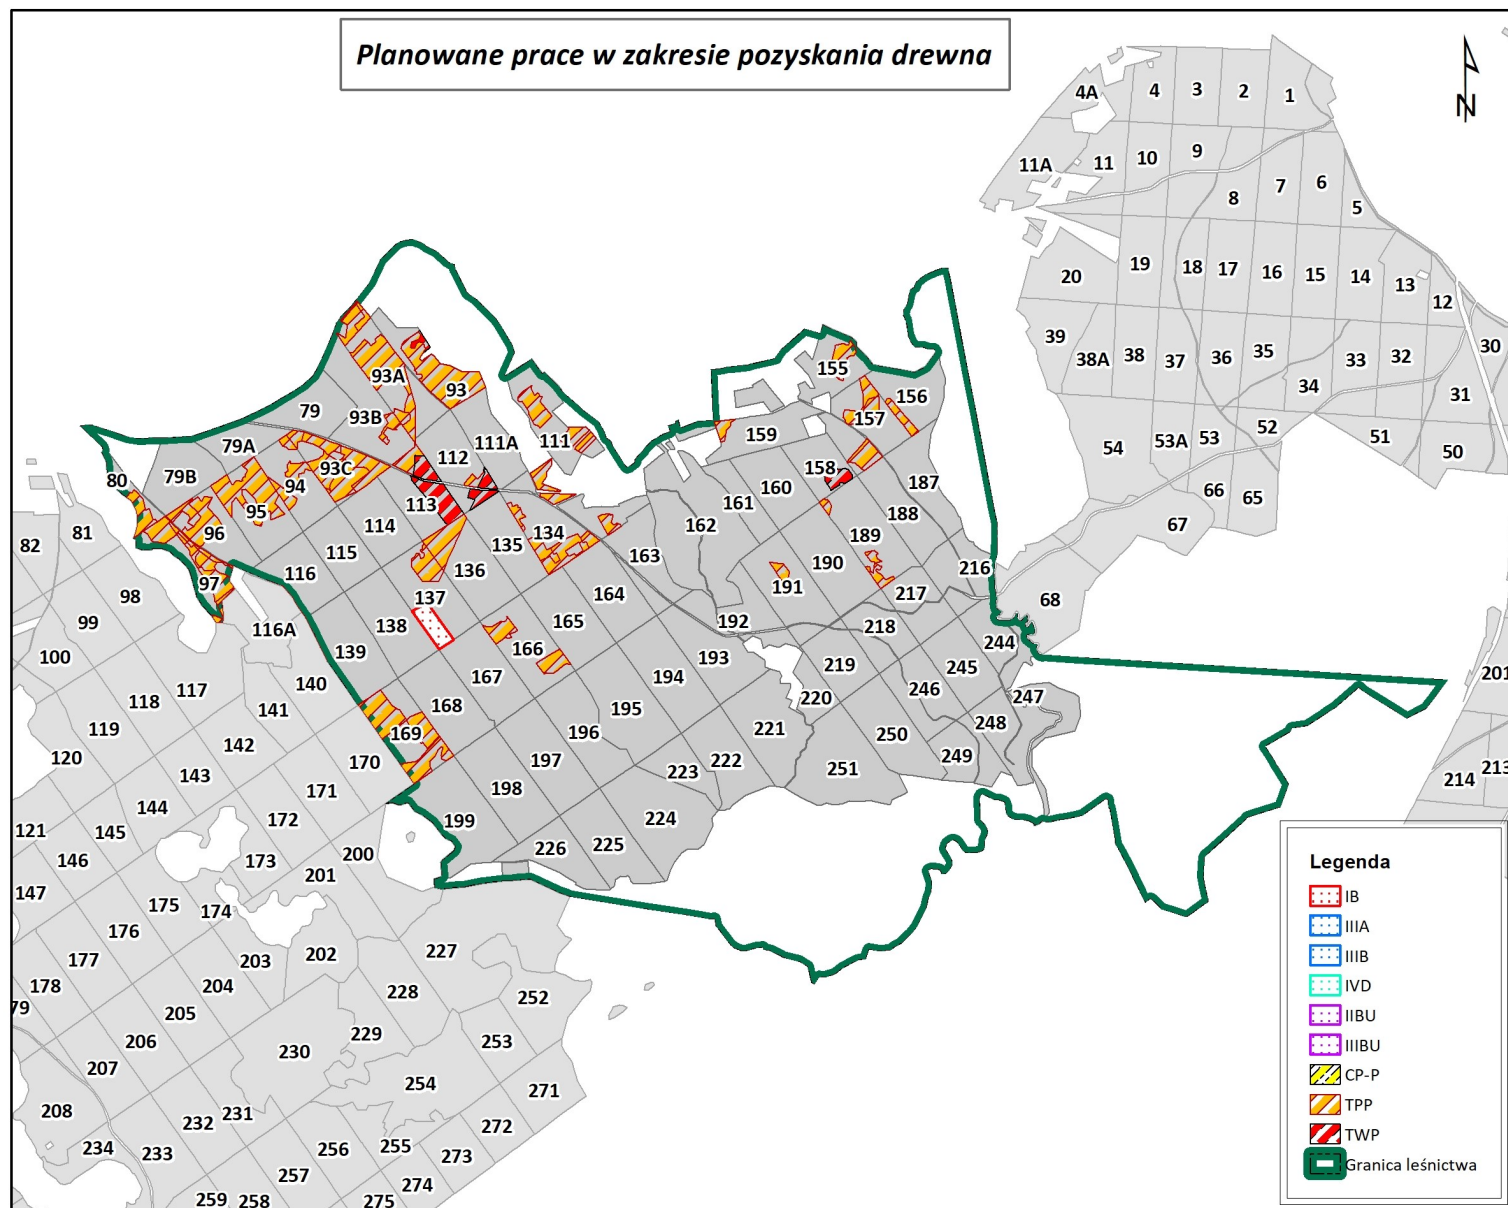 Planowane prace w zakresie pozyskania drewna
N
4A 4 3 2 1
11A 11 10 9
8 7 6 5
20 19 18 17 16 15 14 13 12
39 38A 38 37 36 35 34 33 32 30
31
54 53A 53 52 51 50
66 65
67
68
93A 93
79 93B
155 156
157
79A 111A 111 159
80 79B 93C 112 158
94 160 187
95 113 161
96 114 135 134 162 188
82 81 115 163 189
97 116 136 190 216
98 137 164 191 217
99 116A 138 165 192 218
100 139 166 193 219 244
117 140 167 194 245
118 141 168 195 220 246 247
119 142 169 196 221 250 248
120 143 170 197 222 249
144 171 198 223 251
121 145 172 199 224
146 173 200 226 225
147 201
175 174
176 202 227
177 203
178 204 228 252
79 205
206 230 229 253
207 254 271
208 232 231 272
234 233 256 255 273
257 274
259 258 275
201
214 213
Legenda
IB
IIIA
IIIB
IVD
IIBU
IIIBU
CP-P
TPP
TWP
Granica leśnictwa